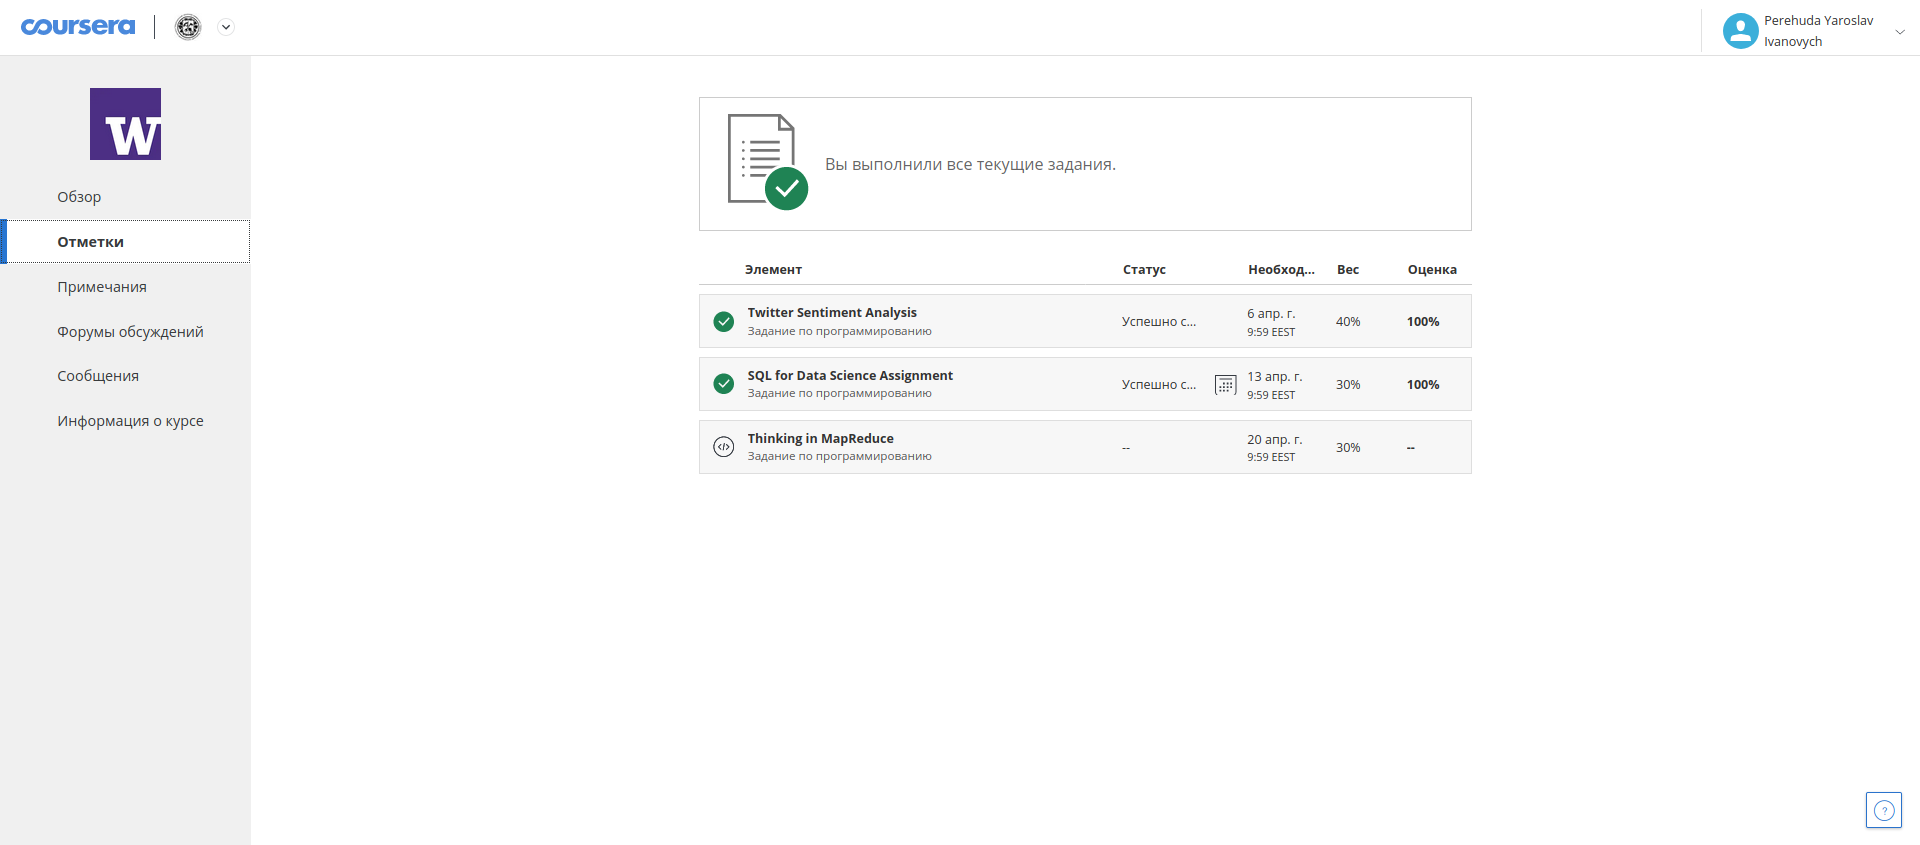 coursera
Perehuda Yaroslav
Ivanovych
W
Обзор
Отметки
Примечания
Форумы обсуждений
Сообщения
Информация о курсе
Вы выполнили все текущие задания.
Элемент Статус Необход... Вес Оценка
Twitter Sentiment Analysis
Задание по программированию
Успешно с... 6 апр. г. 40% 100%
9:59 EEST
SQL for Data Science Assignment
Задание по программированию
Успешно с... 13 апр. г. 30% 100%
9:59 EEST
Thinking in MapReduce
Задание по программированию
-- 20 апр. г. 30% --
9:59 EEST
?